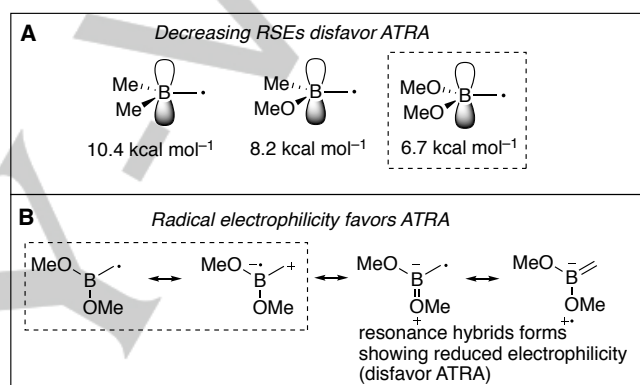 A
Decreasing RSEs disfavor ATRA
Me Me B ·
Me MeO B ·
MeO MeO B ·
10.4 kcal mol⁻¹ 8.2 kcal mol⁻¹ 6.7 kcal mol⁻¹
B
Radical electrophilicity favors ATRA
MeO B · OMe
MeO –· B + OMe
MeO – B · OMe +
MeO – B OMe +·
resonance hybrids forms
showing reduced electrophilicity
(disfavor ATRA)